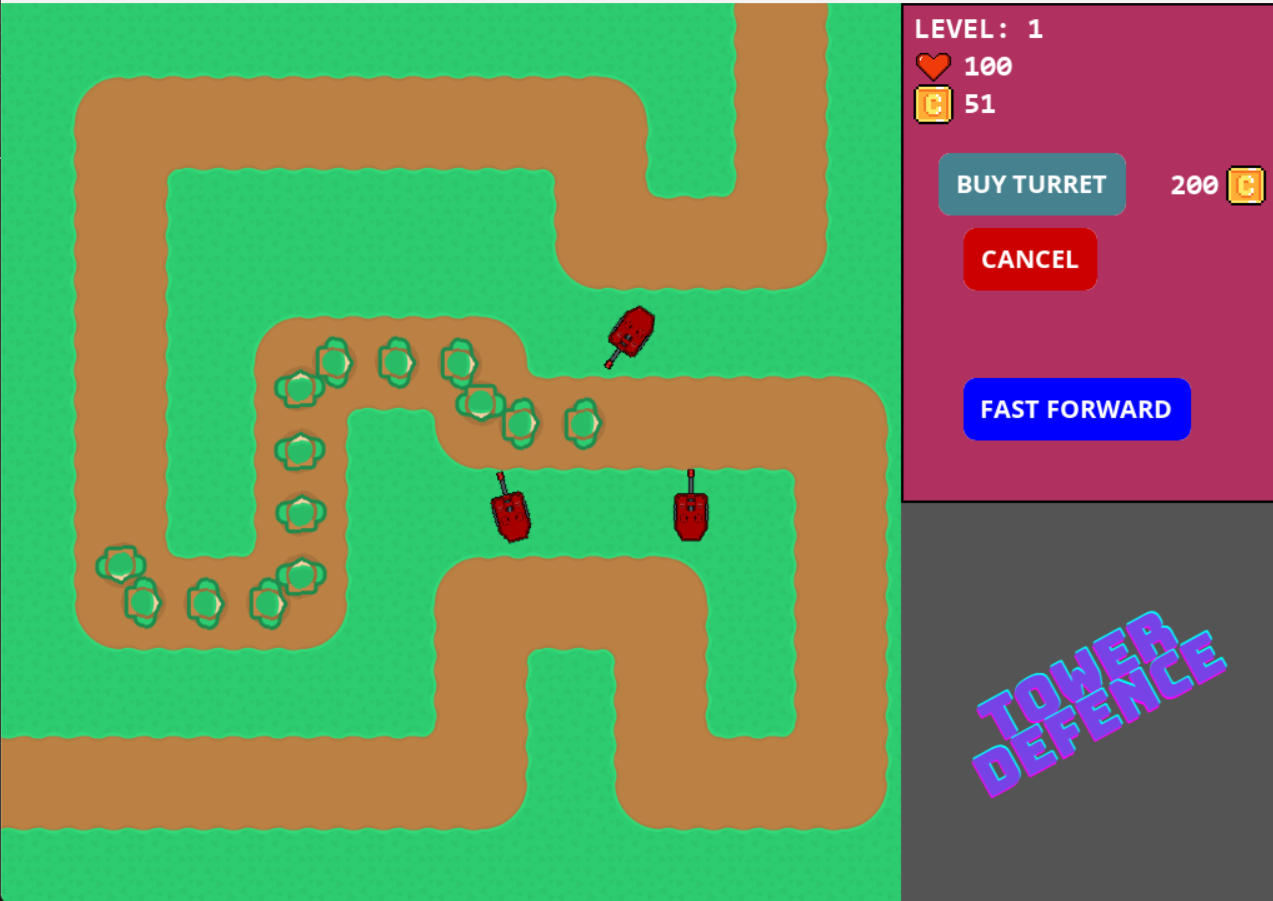 LEVEL: 1
100
51
BUY TURRET 200
CANCEL
FAST FORWARD
TOWER
DEFENCE